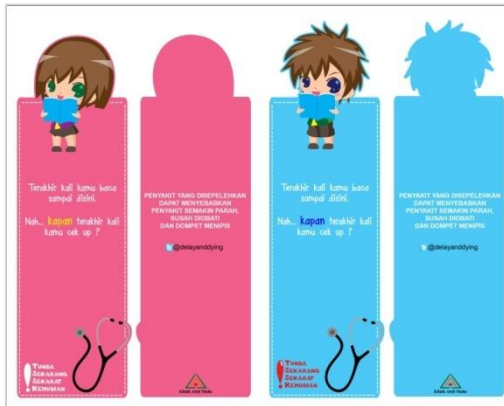 Terakhir kali kamu baca
sampai disini.
Nah... kapan terakhir kali
kamu cek up ?
TUNDA
SEKARANG
SEKARAT
KEMUDIAN
PENYAKIT YANG DISEPELEHKAN
DAPAT MENYEBABKAN
PENYAKIT SEMAKIN PARAH,
SUSAH DIOBATI
DAN DOMPET MENIPIS
@delayanddying
Terakhir kali kamu baca
sampai disini.
Nah... kapan terakhir kali
kamu cek up ?
TUNDA
SEKARANG
SEKARAT
KEMUDIAN
PENYAKIT YANG DISEPELEHKAN
DAPAT MENYEBABKAN
PENYAKIT SEMAKIN PARAH,
SUSAH DIOBATI
DAN DOMPET MENIPIS
@delayanddying